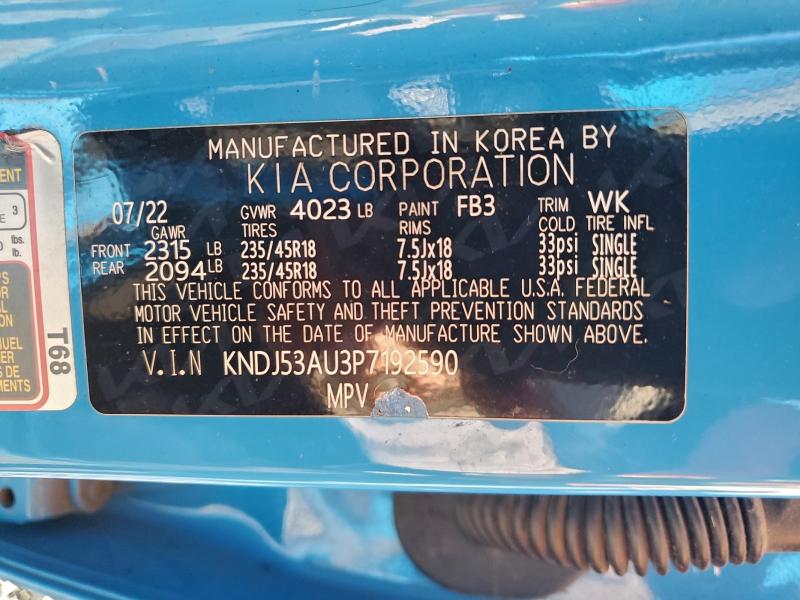 MANUFACTURED IN KOREA BY
KIA CORPORATION
07/22 GVWR 4023 LB PAINT FB3 TRIM WK
GAWR TIRES RIMS COLD TIRE INFL
FRONT 2315 LB 235/45R18 7.5Jx18 33psi SINGLE
REAR 2094 LB 235/45R18 7.5Jx18 33psi SINGLE
THIS VEHICLE CONFORMS TO ALL APPLICABLE U.S.A. FEDERAL
MOTOR VEHICLE SAFETY AND THEFT PREVENTION STANDARDS
IN EFFECT ON THE DATE OF MANUFACTURE SHOWN ABOVE.
V.I.N KNDJ53AU3P7192590
MPV
T68
3
lbs.
lb.